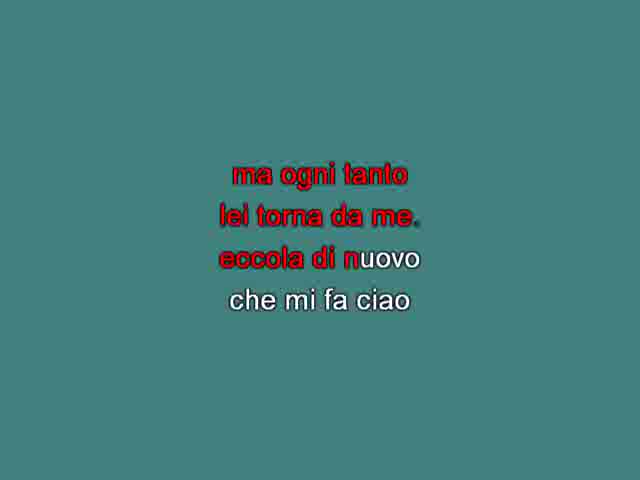 ma ogni tanto
lei torna da me.
eccola di nuovo
che mi fa ciao